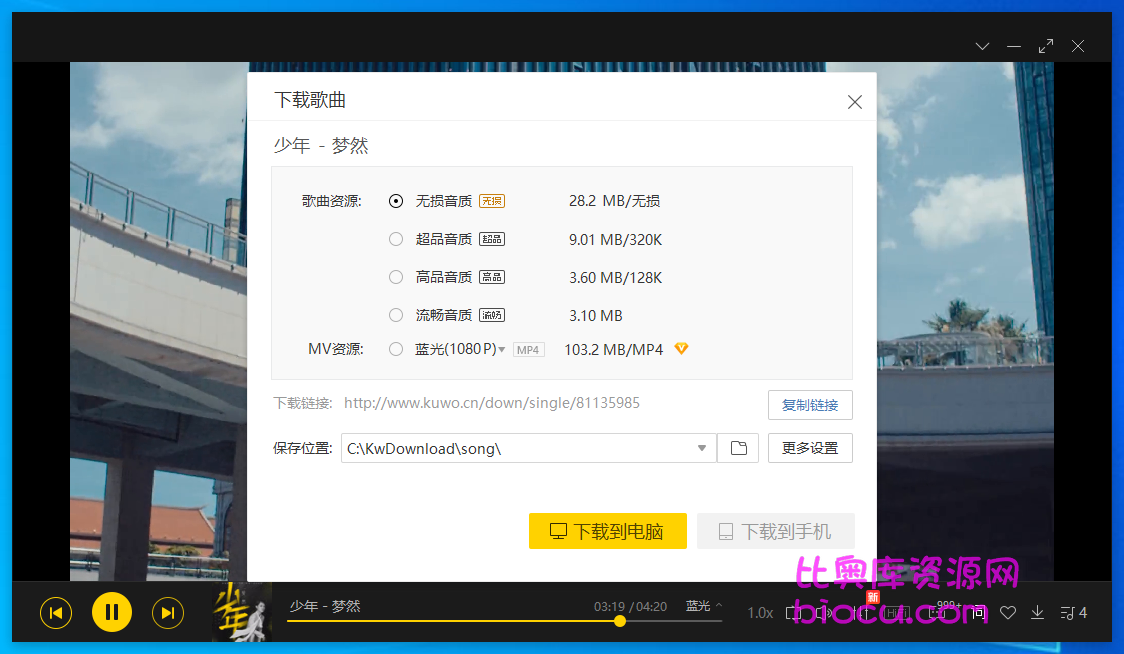 下载歌曲
少年 - 梦然
歌曲资源: 无损音质 无损 28.2 MB/无损
超品音质 超品 9.01 MB/320K
高品音质 高品 3.60 MB/128K
流畅音质 流畅 3.10 MB
MV资源: 蓝光(1080P) MP4 103.2 MB/MP4
下载链接: http://www.kuwo.cn/down/single/81135985 复制链接
保存位置: C:\KwDownload\song\ 更多设置
下载到电脑 下载到手机
比奥库资源网
biocu.com
少年
少年 - 梦然 03:19 / 04:20 蓝光 1.0x 新 HiFi 999+ 词 4